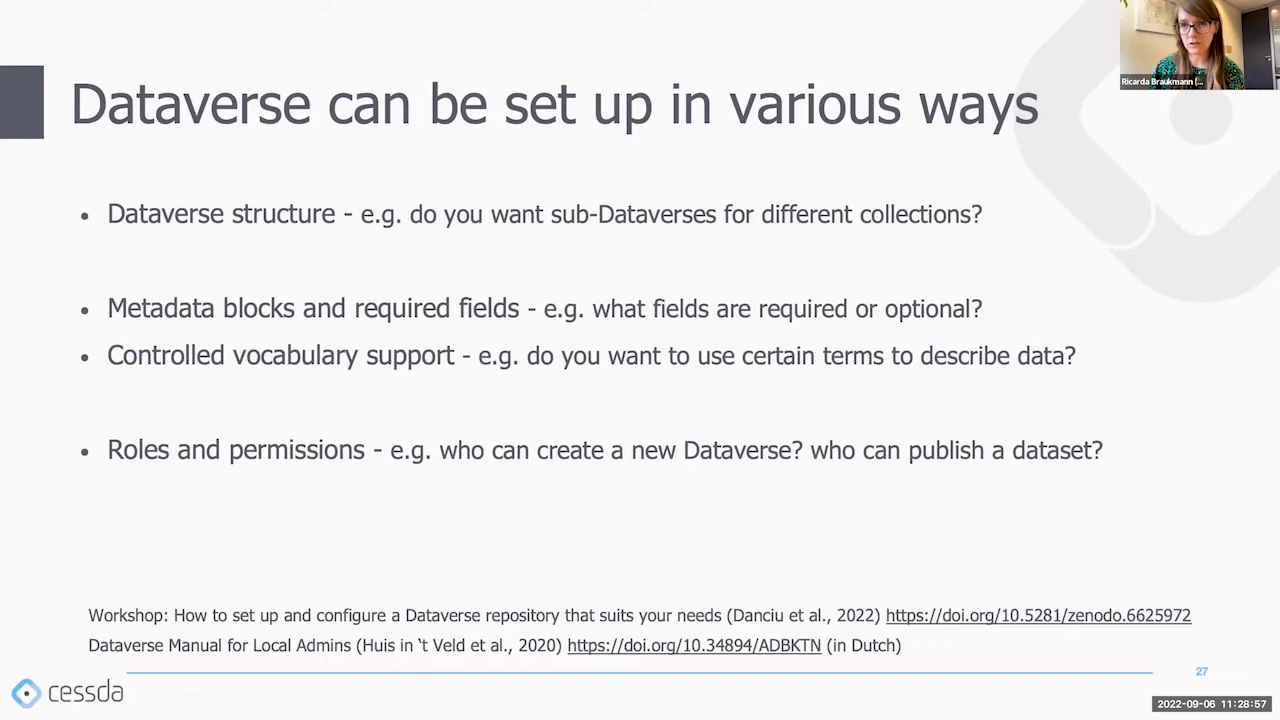 Ricarda Braukmann (...
Dataverse can be set up in various ways
• Dataverse structure - e.g. do you want sub-Dataverses for different collections?
• Metadata blocks and required fields - e.g. what fields are required or optional?
• Controlled vocabulary support - e.g. do you want to use certain terms to describe data?
• Roles and permissions - e.g. who can create a new Dataverse? who can publish a dataset?
Workshop: How to set up and configure a Dataverse repository that suits your needs (Danciu et al., 2022) https://doi.org/10.5281/zenodo.6625972
Dataverse Manual for Local Admins (Huis in 't Veld et al., 2020) https://doi.org/10.34894/ADBKTN (in Dutch)
27
cessda
2022-09-06 11:28:57